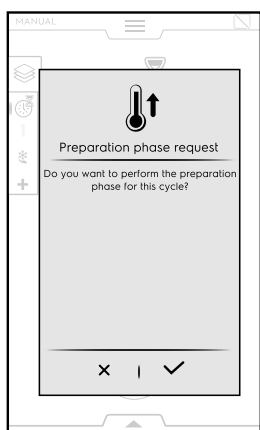 MANUAL
Preparation phase request
Do you want to perform the preparation
phase for this cycle?